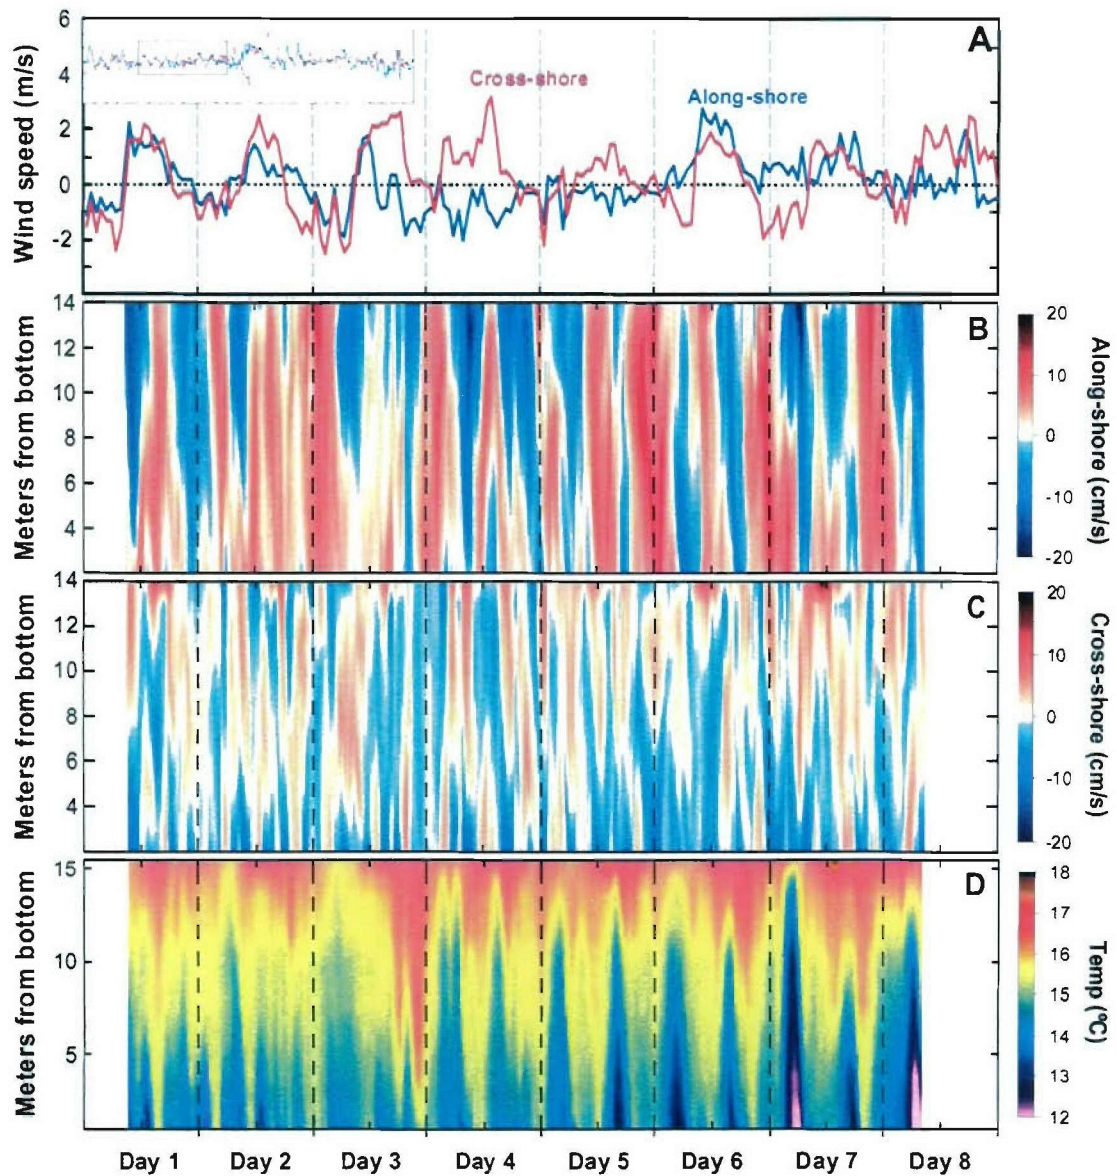 6
4
2
0
-2
Wind speed (m/s)
A
Cross-shore
Along-shore
14
12
10
8
6
4
Meters from bottom
B
20
10
0
-10
-20
Along-shore (cm/s)
14
12
10
8
6
4
Meters from bottom
C
20
10
0
-10
-20
Cross-shore (cm/s)
15
10
5
Meters from bottom
D
18
17
16
15
14
13
12
Temp (ºC)
Day 1 Day 2 Day 3 Day 4 Day 5 Day 6 Day 7 Day 8